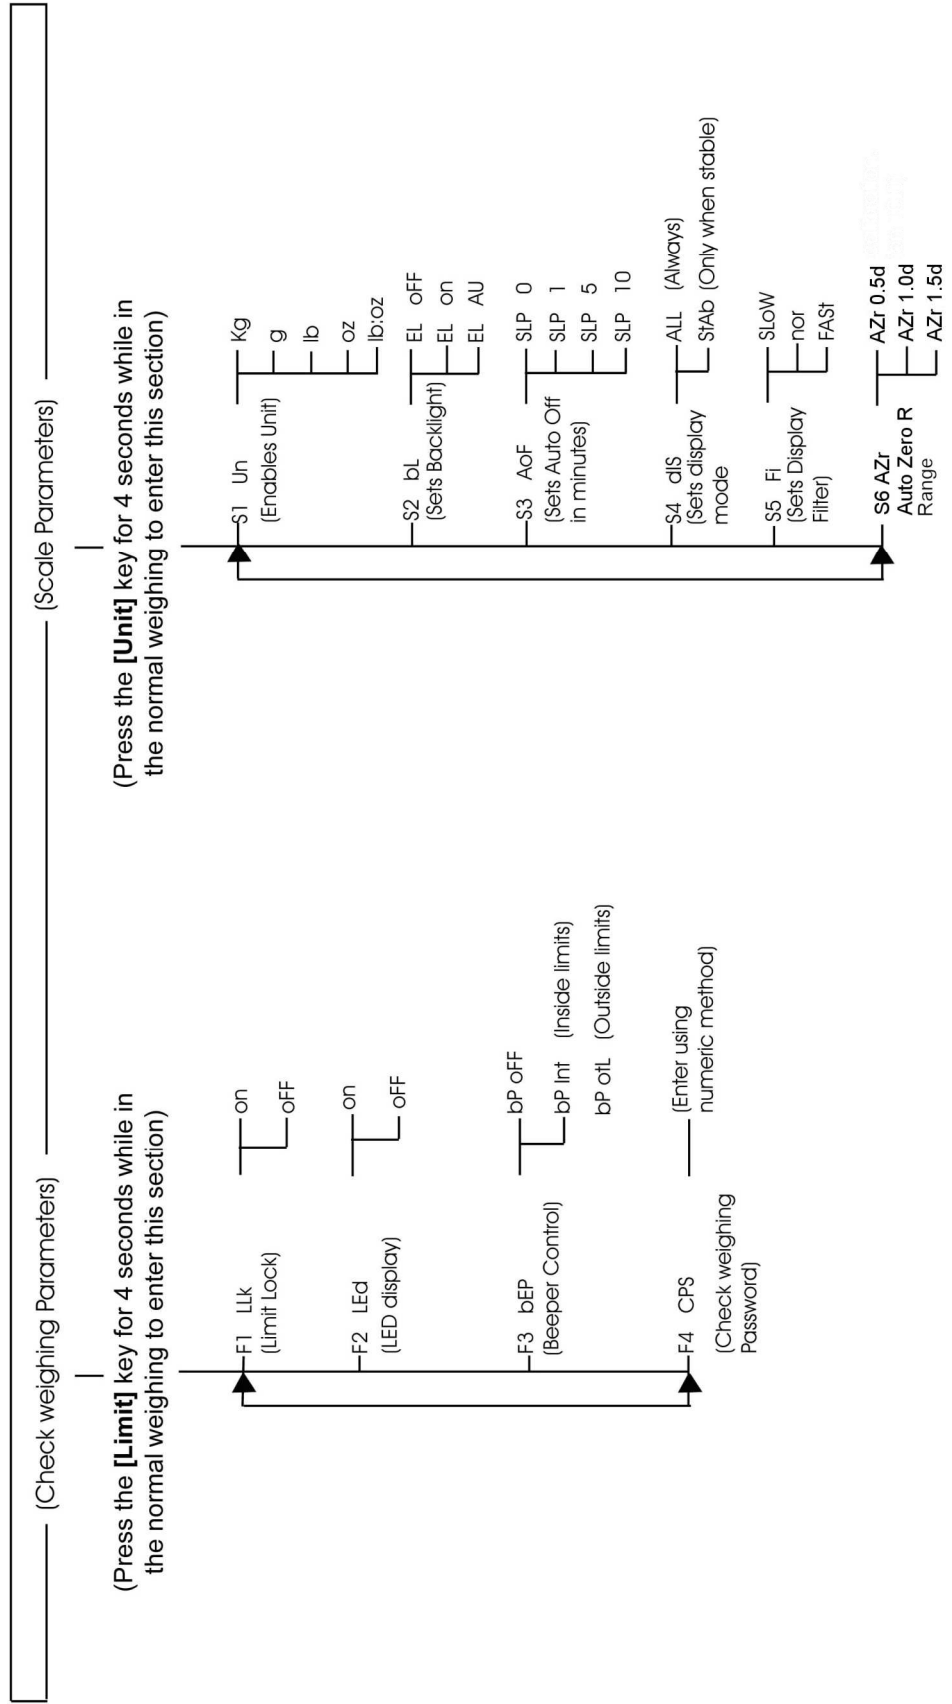 (Check weighing Parameters)
(Press the [Limit] key for 4 seconds while in
the normal weighing to enter this section)
F1 LLk
(Limit Lock)
on
oFF
F2 LEd
(LED display)
on
oFF
F3 bEP
(Beeper Control)
bP oFF
bP Int (Inside limits)
bP otL (Outside limits)
F4 CPS
(Check weighing
Password)
(Enter using
numeric method)
(Scale Parameters)
(Press the [Unit] key for 4 seconds while in
the normal weighing to enter this section)
S1 Un
(Enables Unit)
Kg
g
lb
oz
lb:oz
S2 bL
(Sets Backlight)
EL oFF
EL on
EL AU
S3 AoF
(Sets Auto Off
in minutes)
SLP 0
SLP 1
SLP 5
SLP 10
S4 dIS
(Sets display
mode
ALL (Always)
StAb (Only when stable)
S5 Fi
(Sets Display
Filter)
SLoW
nor
FASt
S6 AZr
Auto Zero R
Range
AZr 0.5d
AZr 1.0d
AZr 1.5d